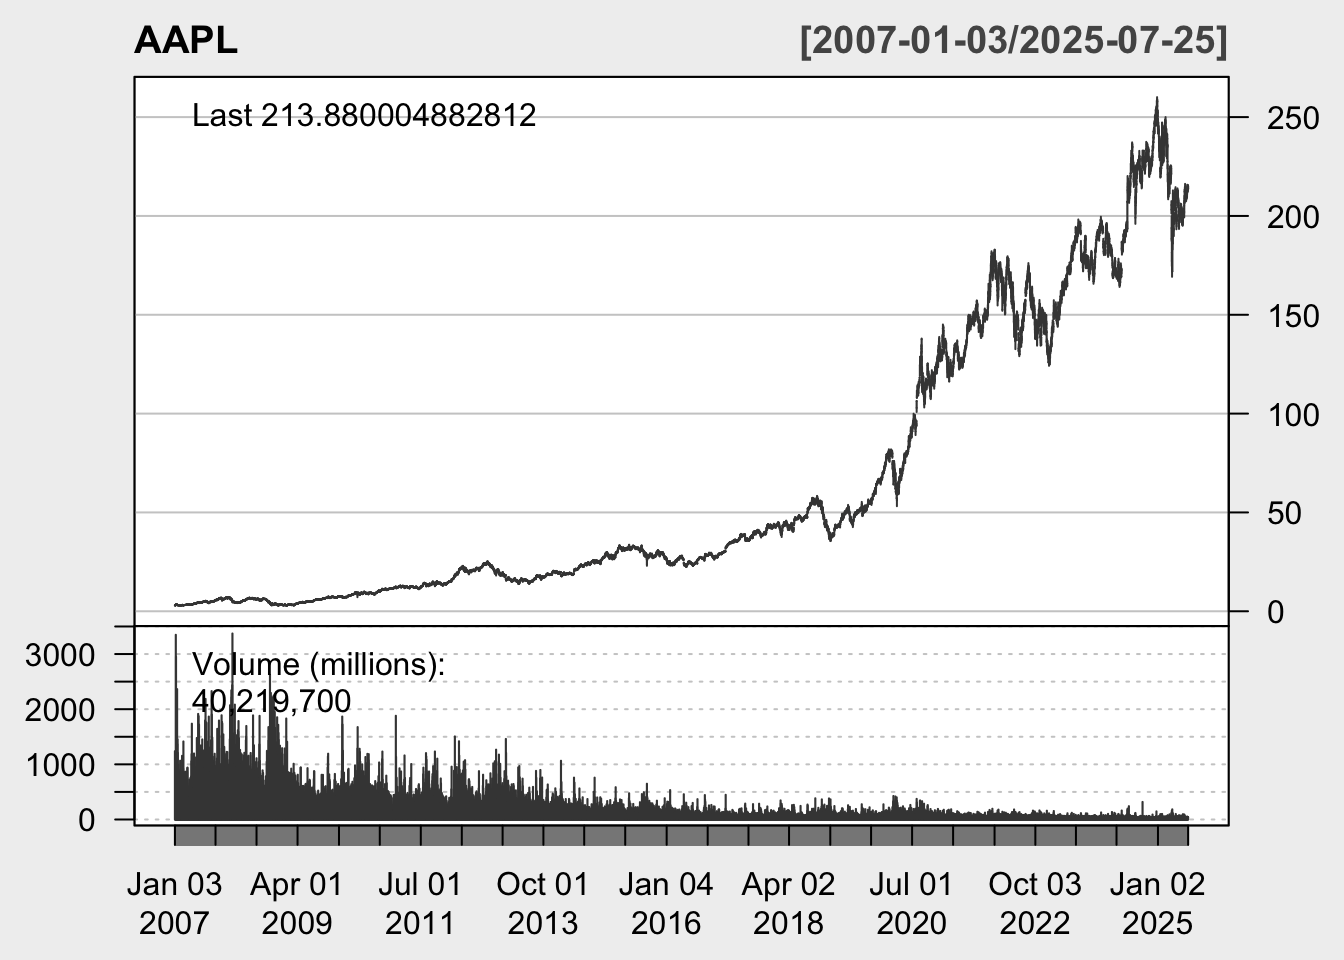 AAPL [2007-01-03/2025-07-25]
Last 213.880004882812
250
200
150
100
50
0
Volume (millions):
40,219,700
3000
2000
1000
0
Jan 03 Apr 01 Jul 01 Oct 01 Jan 04 Apr 02 Jul 01 Oct 03 Jan 02
2007 2009 2011 2013 2016 2018 2020 2022 2025